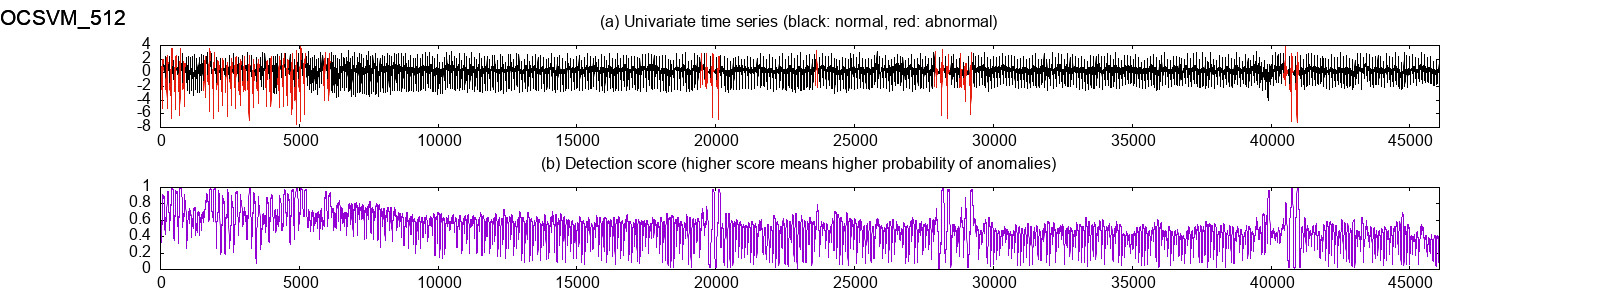 OCSVM_512
(a) Univariate time series (black: normal, red: abnormal)
4
2
0
-2
-4
-6
-8
0 5000 10000 15000 20000 25000 30000 35000 40000 45000
(b) Detection score (higher score means higher probability of anomalies)
1
0.8
0.6
0.4
0.2
0
0 5000 10000 15000 20000 25000 30000 35000 40000 45000